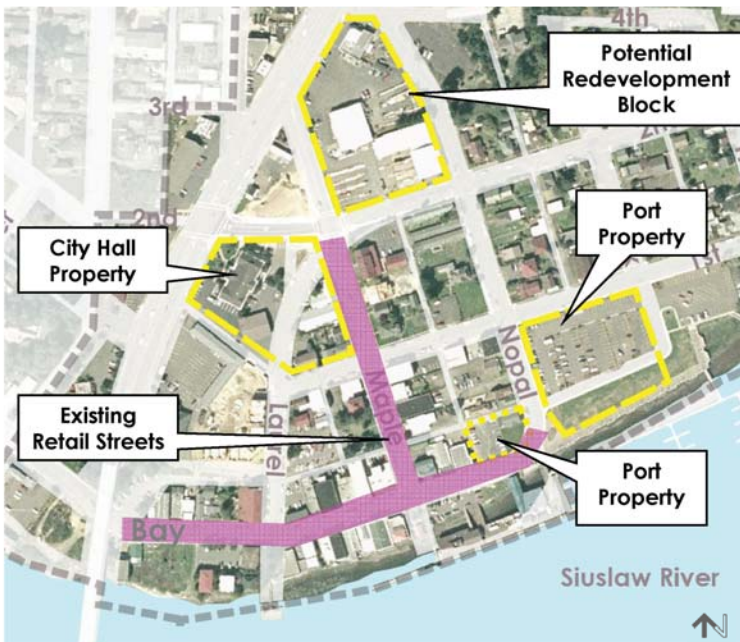 4th
Potential
Redevelopment
Block
3rd
2nd
2nd
Port
Property
City Hall
Property
1st
Nopal
Maple
Existing
Retail Streets
Laurel
Port
Property
Bay
Siuslaw River
N